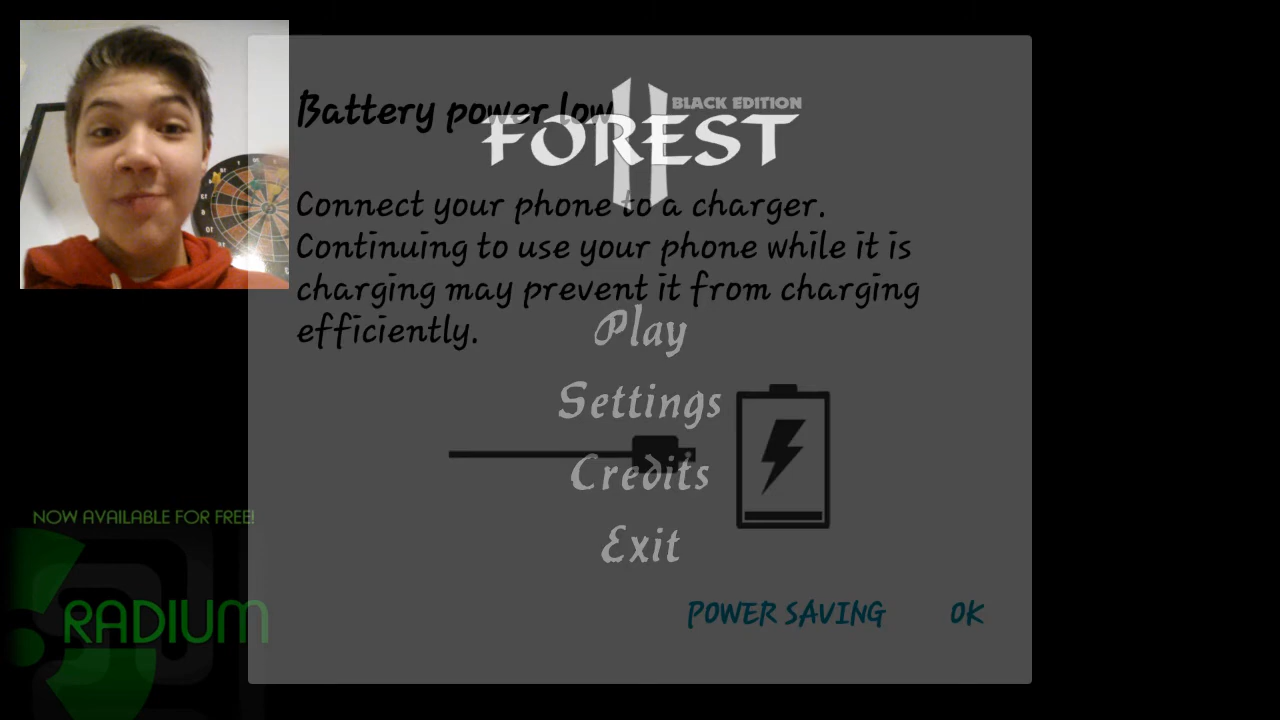 Battery power low
BLACK EDITION
FOREST
II
Connect your phone to a charger.
Continuing to use your phone while it is
charging may prevent it from charging
efficiently.
Play
Settings
Credits
Exit
NOW AVAILABLE FOR FREE!
RADIUM
POWER SAVING OK